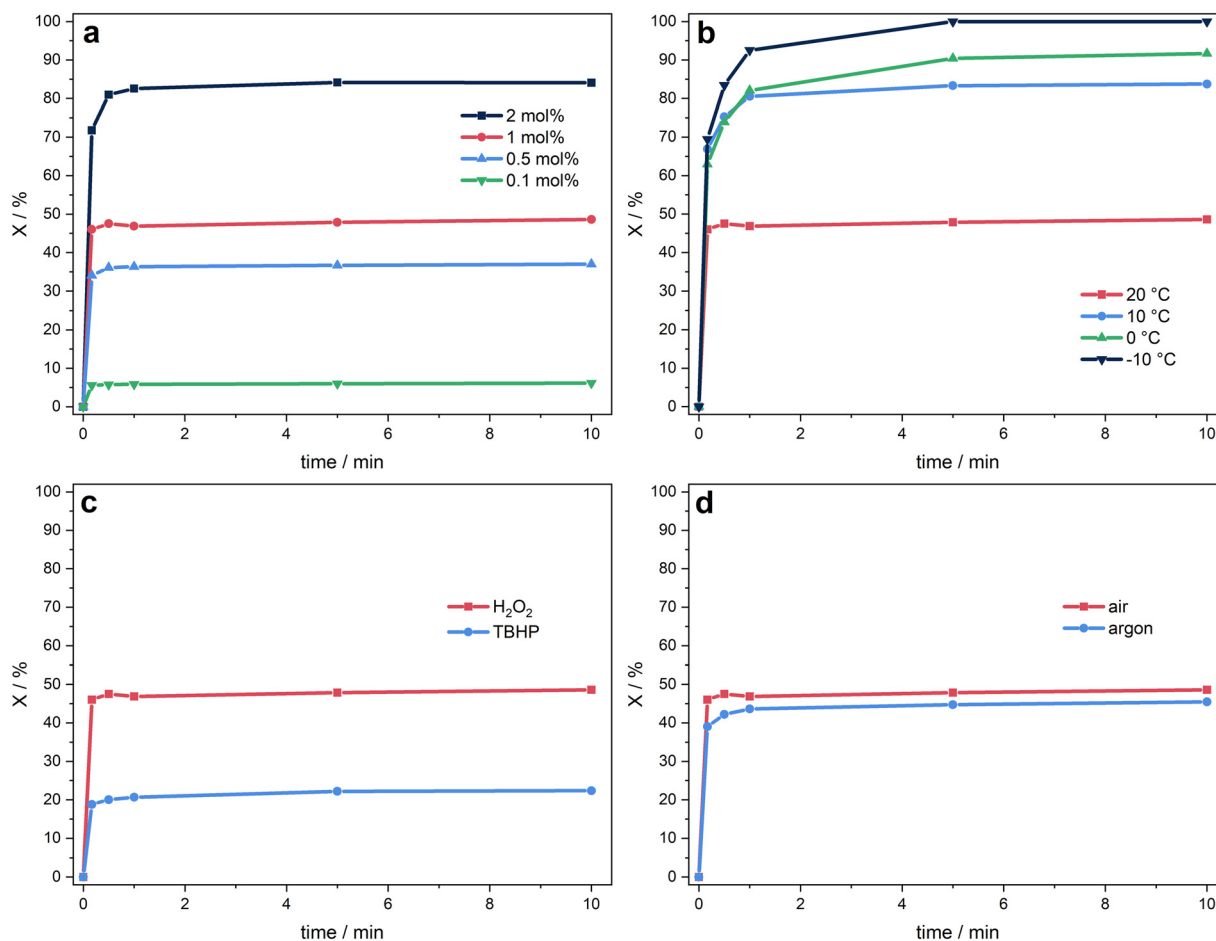 a
100
90
80
70
60
50
40
30
20
10
0
X / %
2 mol%
1 mol%
0.5 mol%
0.1 mol%
0 2 4 6 8 10
time / min
b
100
90
80
70
60
50
40
30
20
10
0
X / %
20 °C
10 °C
0 °C
-10 °C
0 2 4 6 8 10
time / min
c
100
90
80
70
60
50
40
30
20
10
0
X / %
H₂O₂
TBHP
0 2 4 6 8 10
time / min
d
100
90
80
70
60
50
40
30
20
10
0
X / %
air
argon
0 2 4 6 8 10
time / min